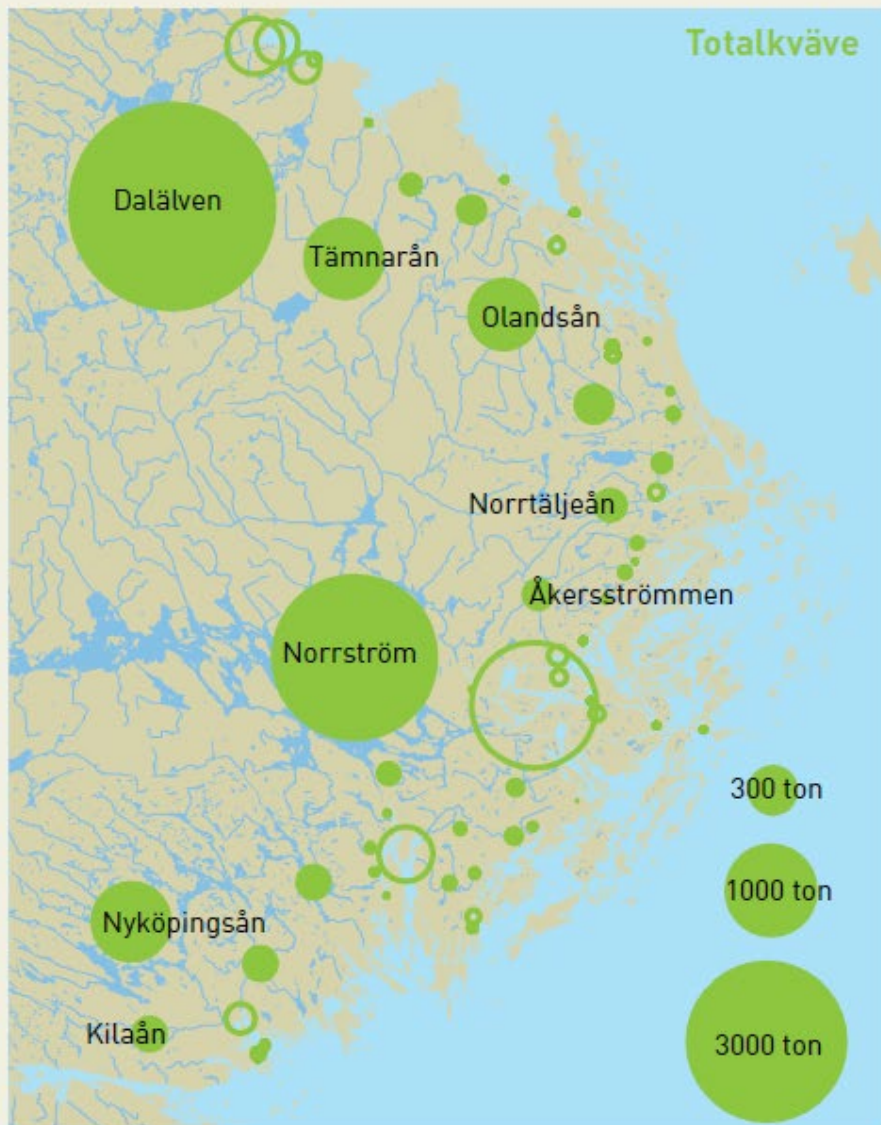 Totalkväve
Dalälven
Tämnarån
Olandsån
Norrtäljeån
Åkersströmmen
Norrström
300 ton
1000 ton
Nyköpingsån
Kilaån
3000 ton